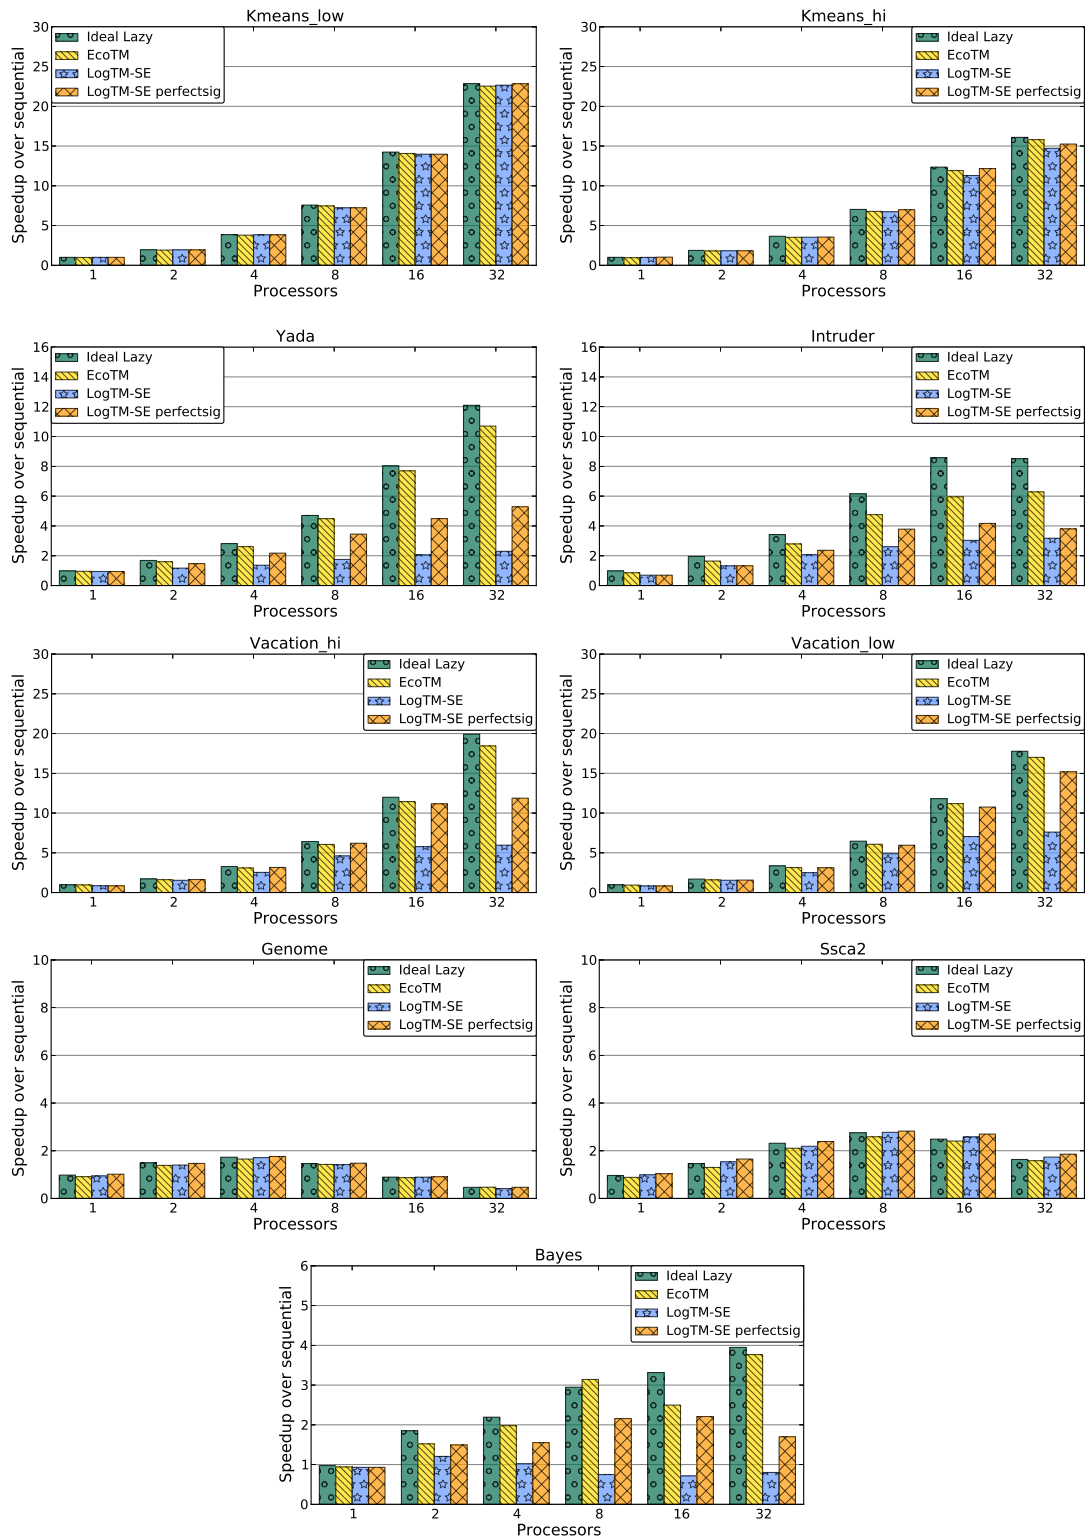 Kmeans_low
Speedup over sequential
30
25
20
15
10
5
0
Ideal Lazy
EcoTM
LogTM-SE
LogTM-SE perfectsig
1 2 4 8 16 32
Processors
Kmeans_hi
Speedup over sequential
30
25
20
15
10
5
0
Ideal Lazy
EcoTM
LogTM-SE
LogTM-SE perfectsig
1 2 4 8 16 32
Processors
Yada
Speedup over sequential
16
14
12
10
8
6
4
2
0
Ideal Lazy
EcoTM
LogTM-SE
LogTM-SE perfectsig
1 2 4 8 16 32
Processors
Intruder
Speedup over sequential
16
14
12
10
8
6
4
2
0
Ideal Lazy
EcoTM
LogTM-SE
LogTM-SE perfectsig
1 2 4 8 16 32
Processors
Vacation_hi
Speedup over sequential
30
25
20
15
10
5
0
Ideal Lazy
EcoTM
LogTM-SE
LogTM-SE perfectsig
1 2 4 8 16 32
Processors
Vacation_low
Speedup over sequential
30
25
20
15
10
5
0
Ideal Lazy
EcoTM
LogTM-SE
LogTM-SE perfectsig
1 2 4 8 16 32
Processors
Genome
Speedup over sequential
10
8
6
4
2
0
Ideal Lazy
EcoTM
LogTM-SE
LogTM-SE perfectsig
1 2 4 8 16 32
Processors
Ssca2
Speedup over sequential
10
8
6
4
2
0
Ideal Lazy
EcoTM
LogTM-SE
LogTM-SE perfectsig
1 2 4 8 16 32
Processors
Bayes
Speedup over sequential
6
5
4
3
2
1
0
Ideal Lazy
EcoTM
LogTM-SE
LogTM-SE perfectsig
1 2 4 8 16 32
Processors